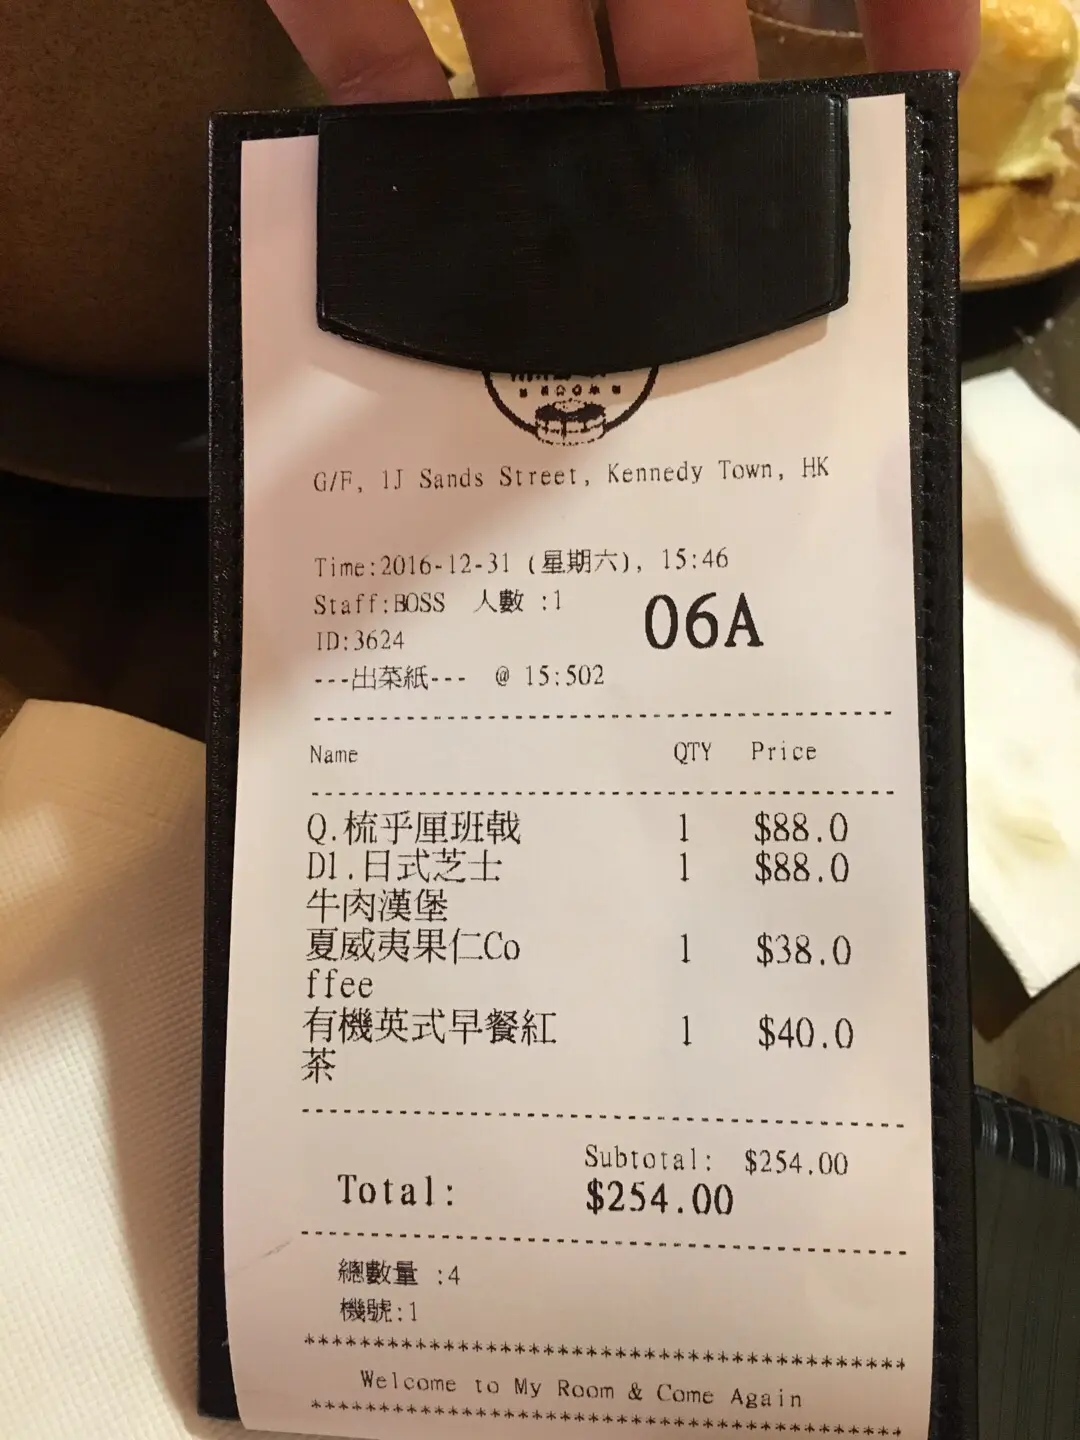 G/F, 1J Sands Street, Kennedy Town, HK
Time:2016-12-31 (星期六), 15:46
Staff:BOSS 人數 :1
06A
ID:3624
---出菜紙--- @ 15:502
Name QTY Price
Q.梳乎厘班戟 1 $88.0
D1.日式芝士 1 $88.0
牛肉漢堡
夏威夷果仁Co 1 $38.0
ffee
有機英式早餐紅 1 $40.0
茶
Subtotal: $254.00
Total: $254.00
總數量 :4
機號:1
Welcome to My Room & Come Again